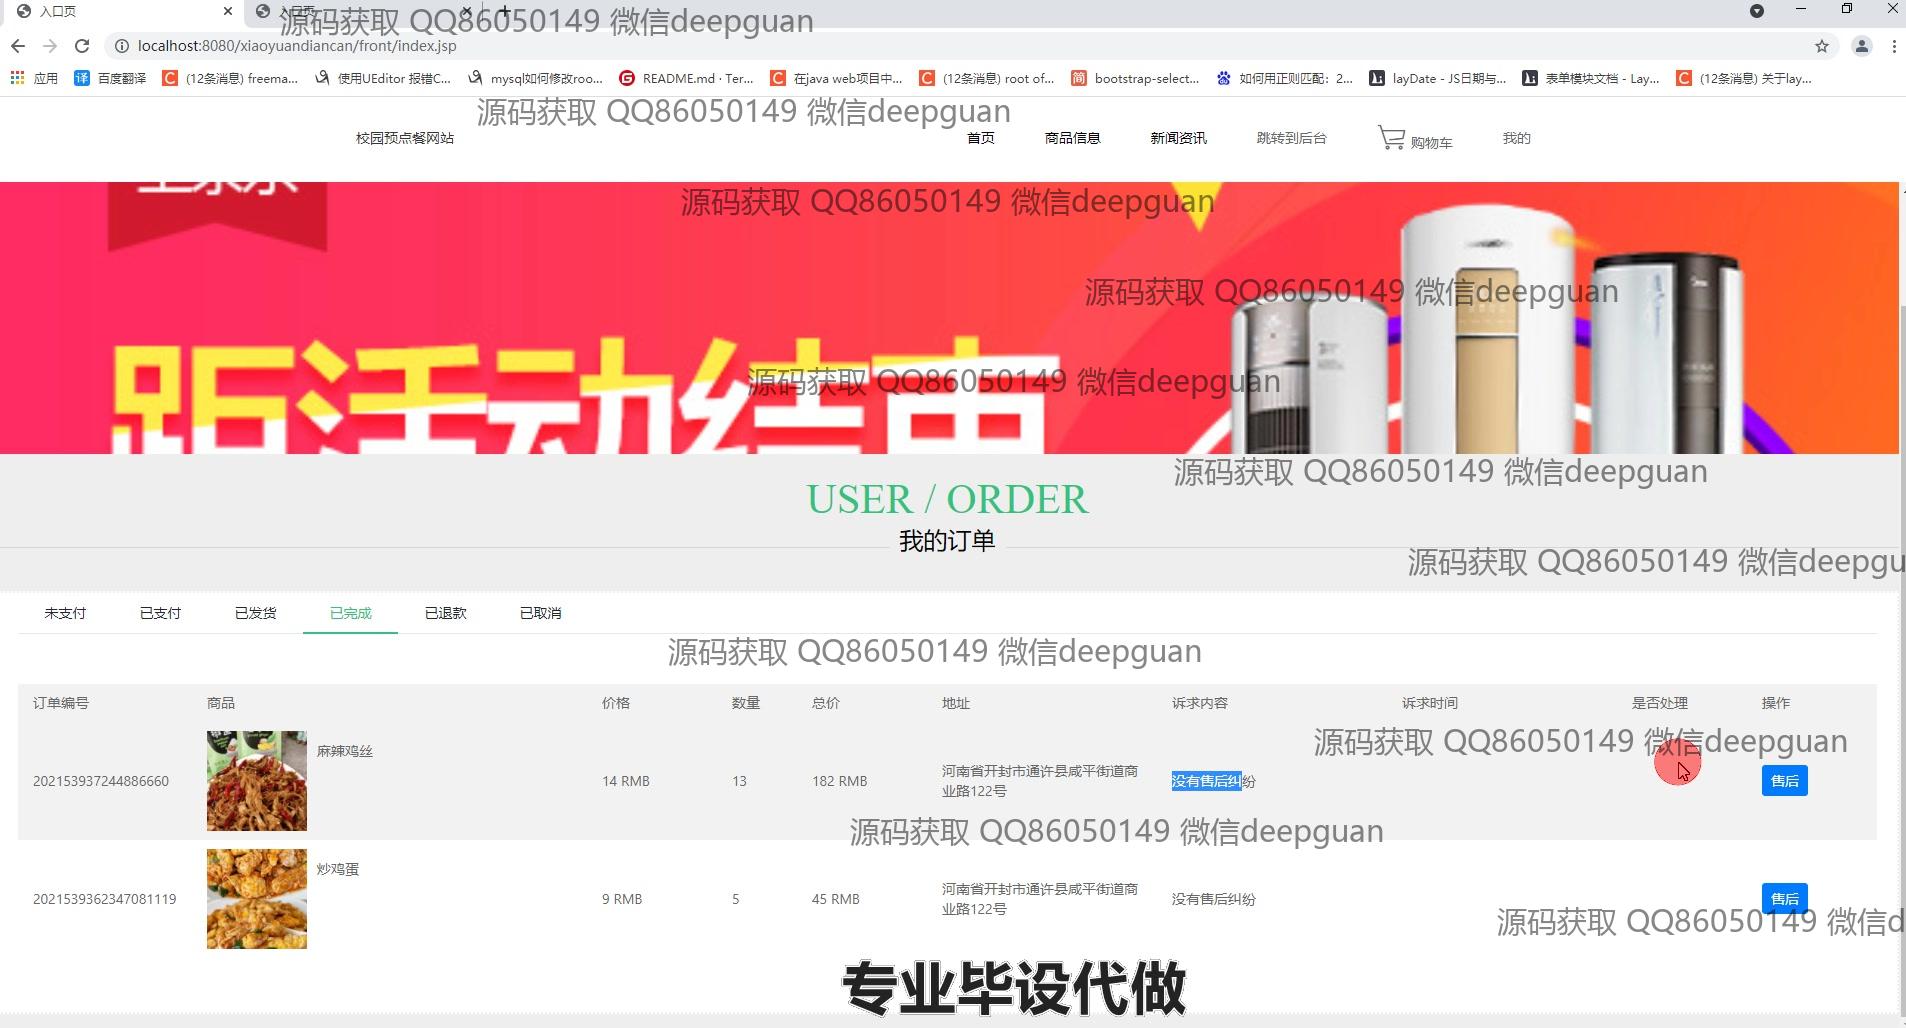 入口页
入口页
源码获取 QQ86050149 微信deepguan
localhost:8080/xiaoyuandiancan/front/index.jsp
应用 百度翻译 (12条消息) freema... 使用UEditor 报错C... mysql如何修改roo... README.md · Ter... 在java web项目中... (12条消息) root of... bootstrap-select... 如何用正则匹配：2... layDate - JS日期与... 表单模块文档 - Lay... (12条消息) 关于lay...
源码获取 QQ86050149 微信deepguan
校园预点餐网站 首页 商品信息 新闻资讯 跳转到后台 购物车 我的
源码获取 QQ86050149 微信deepguan
源码获取 QQ86050149 微信deepguan
距活动结束
源码获取 QQ86050149 微信deepguan
源码获取 QQ86050149 微信deepguan
USER / ORDER
我的订单
源码获取 QQ86050149 微信deepgu
未支付 已支付 已发货 已完成 已退款 已取消
源码获取 QQ86050149 微信deepguan
订单编号 商品 价格 数量 总价 地址 诉求内容 诉求时间 是否处理 操作
源码获取 QQ86050149 微信deepguan
麻辣鸡丝
202153937244886660 14 RMB 13 182 RMB 河南省开封市通许县咸平街道商 没有售后纠纷 售后
业路122号
源码获取 QQ86050149 微信deepguan
炒鸡蛋
2021539362347081119 9 RMB 5 45 RMB 河南省开封市通许县咸平街道商 没有售后纠纷 售后
业路122号
源码获取 QQ86050149 微信d
专业毕设代做